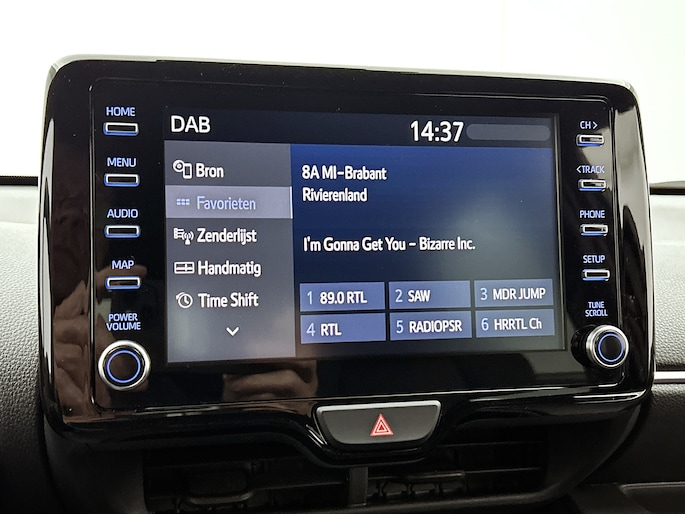 HOME
MENU
AUDIO
MAP
POWER
VOLUME
DAB
14:37
Bron
Favorieten
Zenderlijst
Handmatig
Time Shift
8A MI-Brabant
Rivierenland
I'm Gonna Get You - Bizarre Inc.
1 89.0 RTL
2 SAW
3 MDR JUMP
4 RTL
5 RADIOPSR
6 HRRTL Ch
CH >
< TRACK
PHONE
SETUP
TUNE
SCROLL